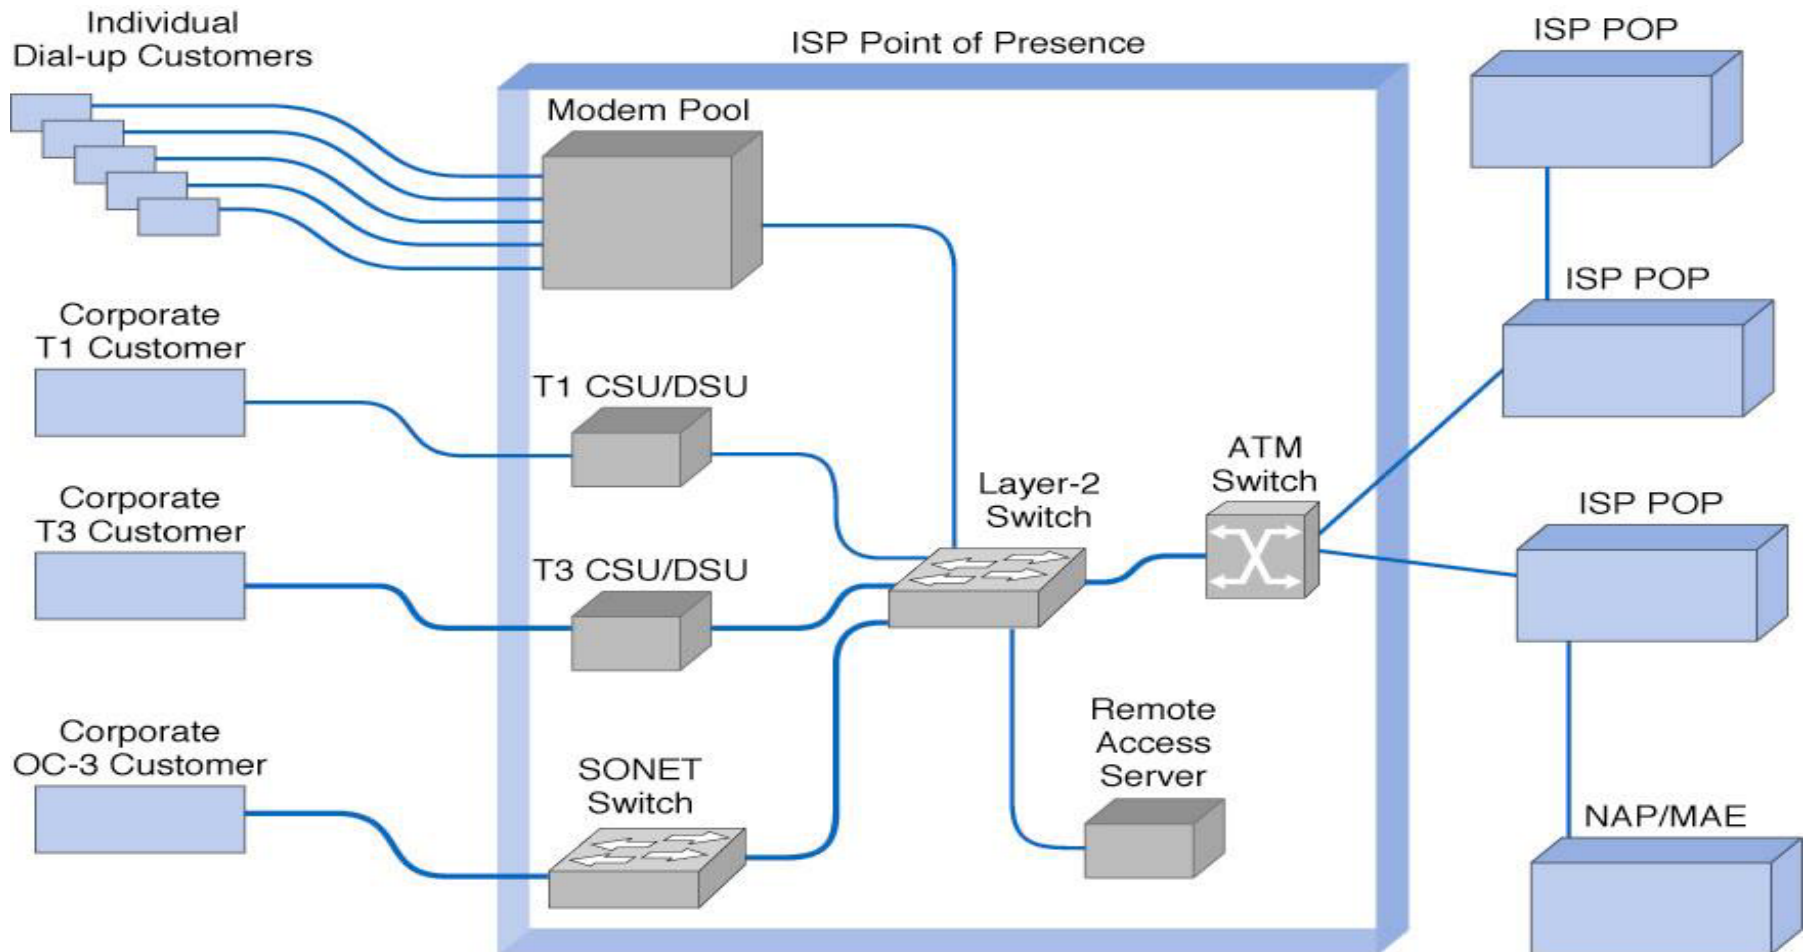 Individual
Dial-up Customers
ISP Point of Presence
ISP POP
Modem Pool
ISP POP
Corporate
T1 Customer
T1 CSU/DSU
ATM
Switch
Layer-2
Switch
ISP POP
Corporate
T3 Customer
T3 CSU/DSU
Remote
Access
Server
Corporate
OC-3 Customer
SONET
Switch
NAP/MAE